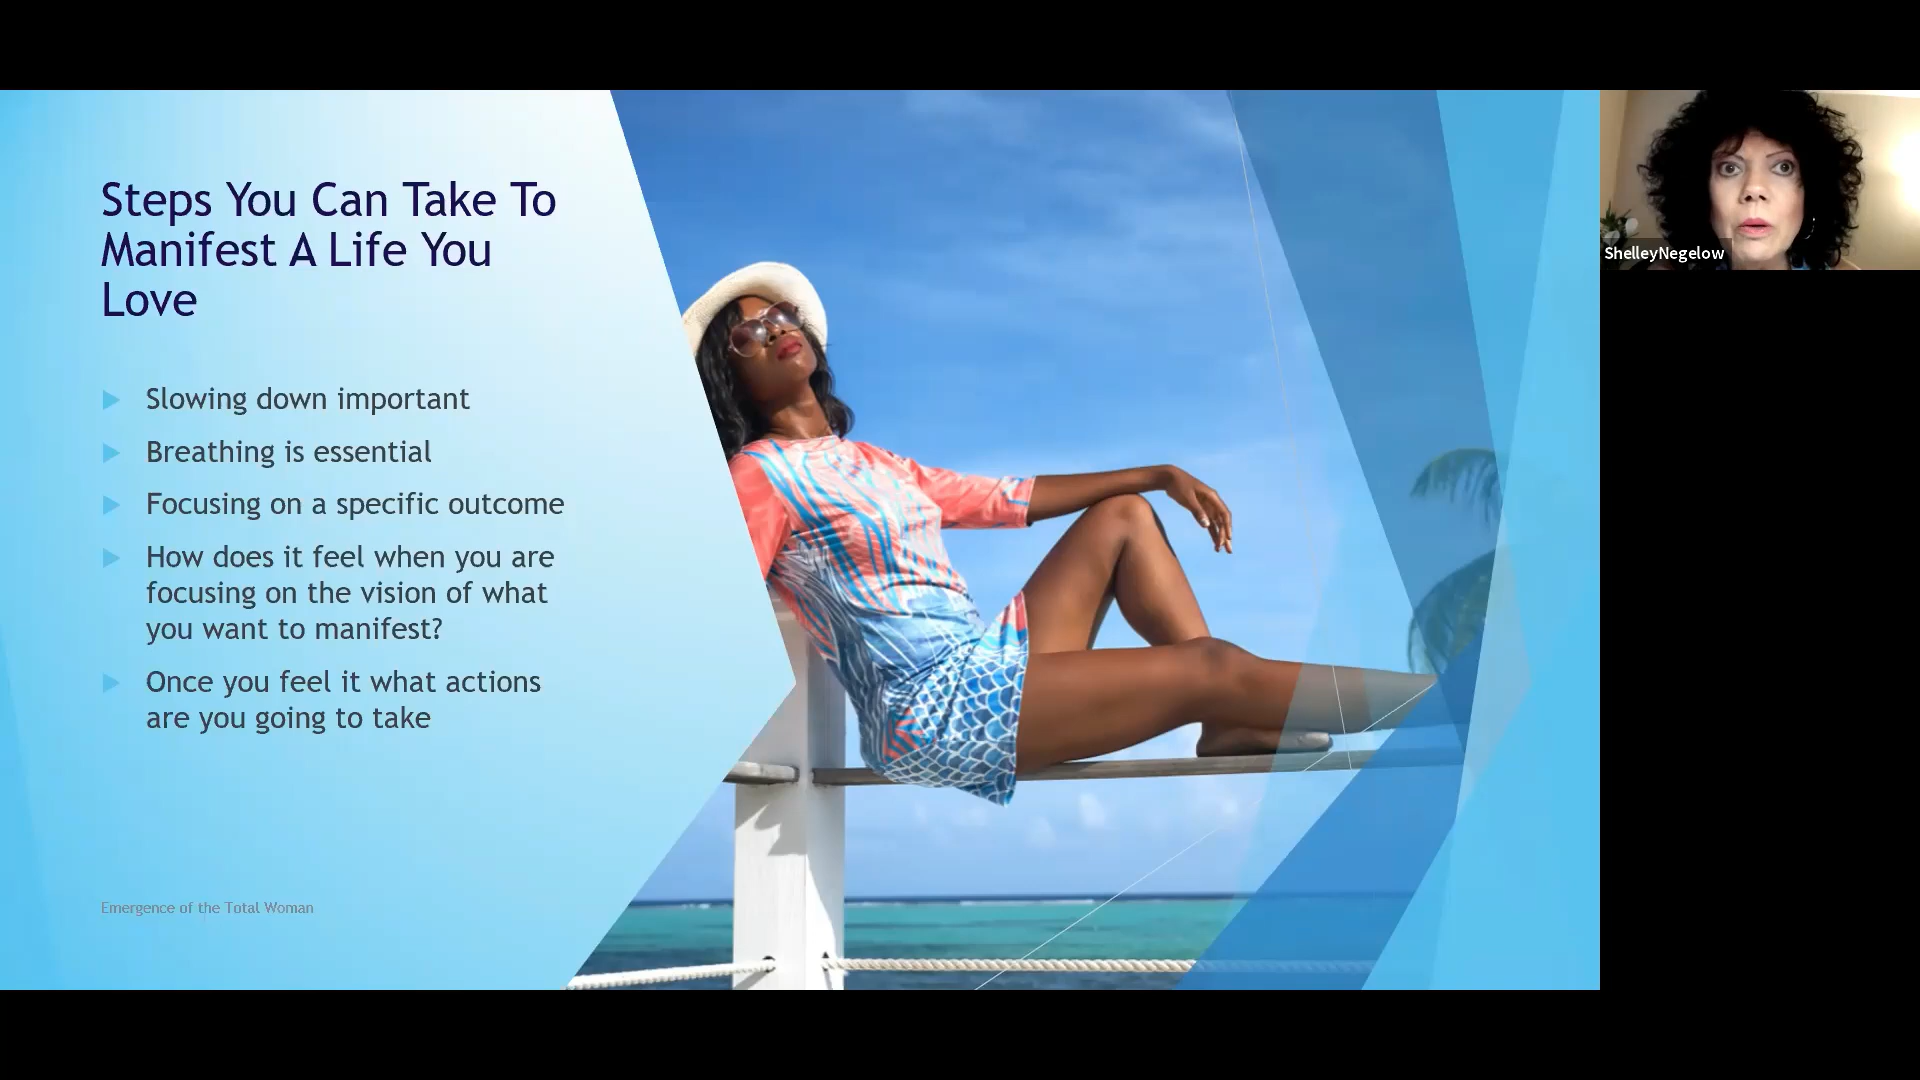 Steps You Can Take To
Manifest A Life You
Love
Slowing down important
Breathing is essential
Focusing on a specific outcome
How does it feel when you are
focusing on the vision of what
you want to manifest?
Once you feel it what actions
are you going to take
Emergence of the Total Woman
ShelleyNegelow